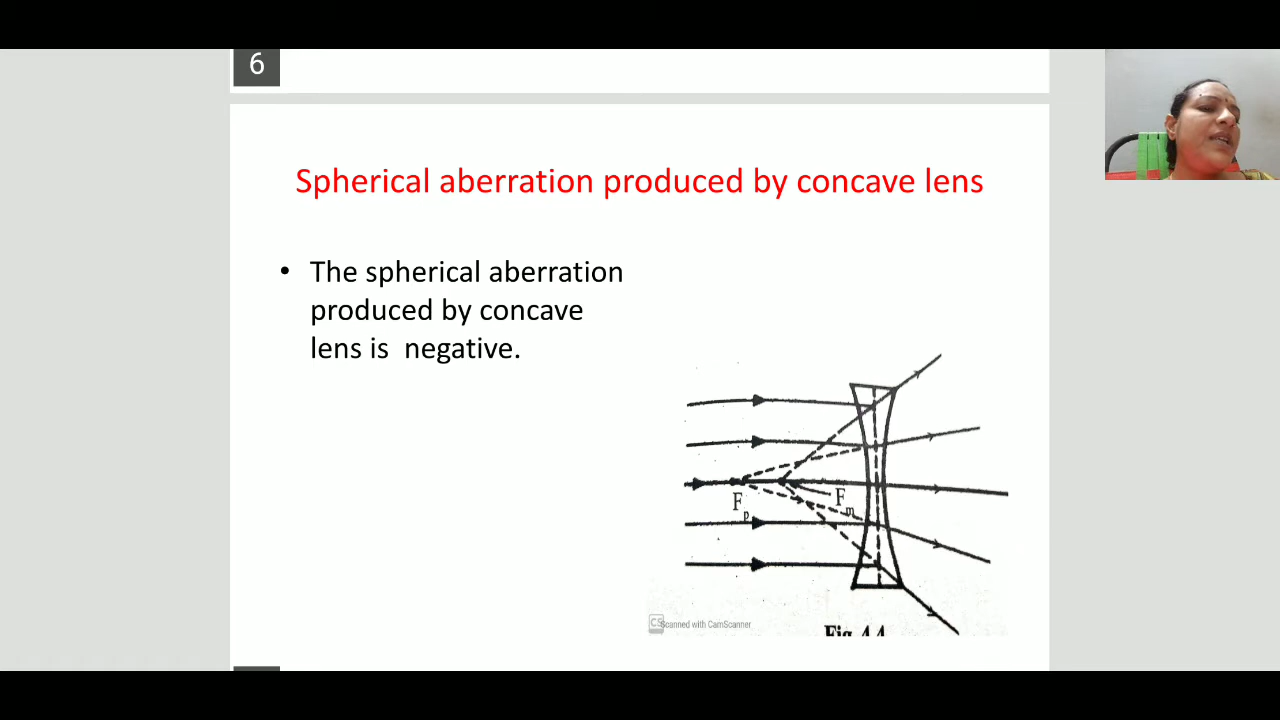 6
Spherical aberration produced by concave lens
• The spherical aberration
produced by concave
lens is negative.
F
p
F
m
CS Scanned with CamScanner
Fig 4.4